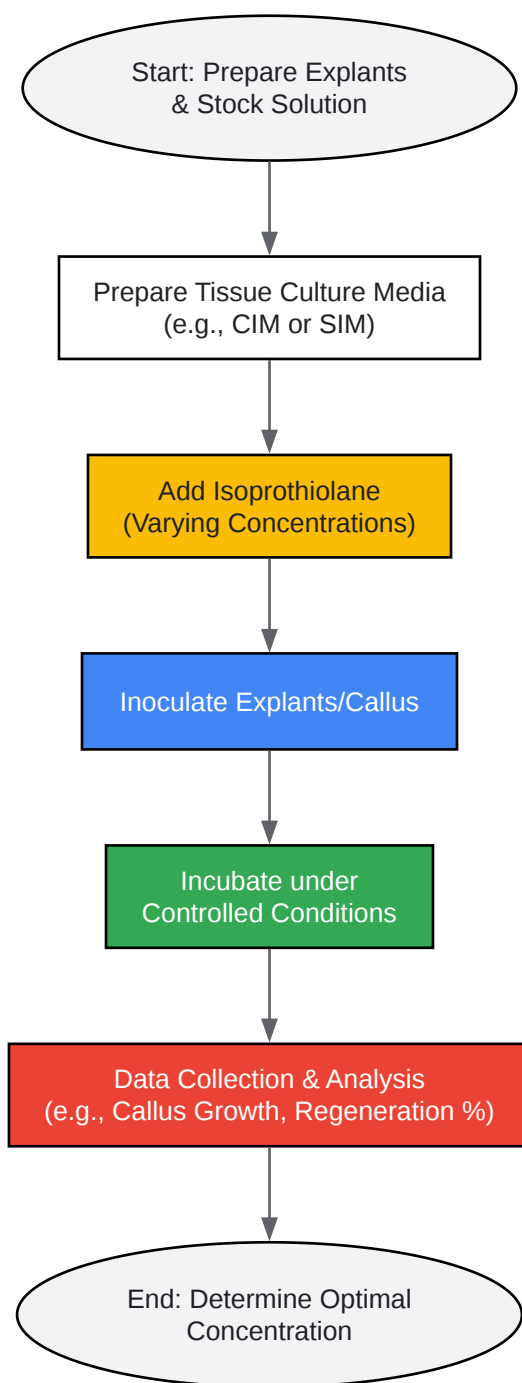 Start: Prepare Explants
& Stock Solution
Prepare Tissue Culture Media
(e.g., CIM or SIM)
Add Isoprothiolane
(Varying Concentrations)
Inoculate Explants/Callus
Incubate under
Controlled Conditions
Data Collection & Analysis
(e.g., Callus Growth, Regeneration %)
End: Determine Optimal
Concentration